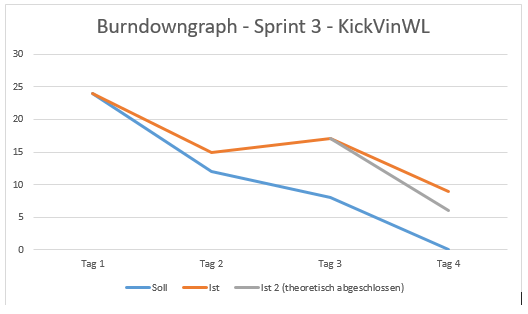 Burndowngraph - Sprint 3 - KickVinWL
30
25
20
15
10
5
0
Tag 1 Tag 2 Tag 3 Tag 4
Soll Ist Ist 2 (theoretisch abgeschlossen)